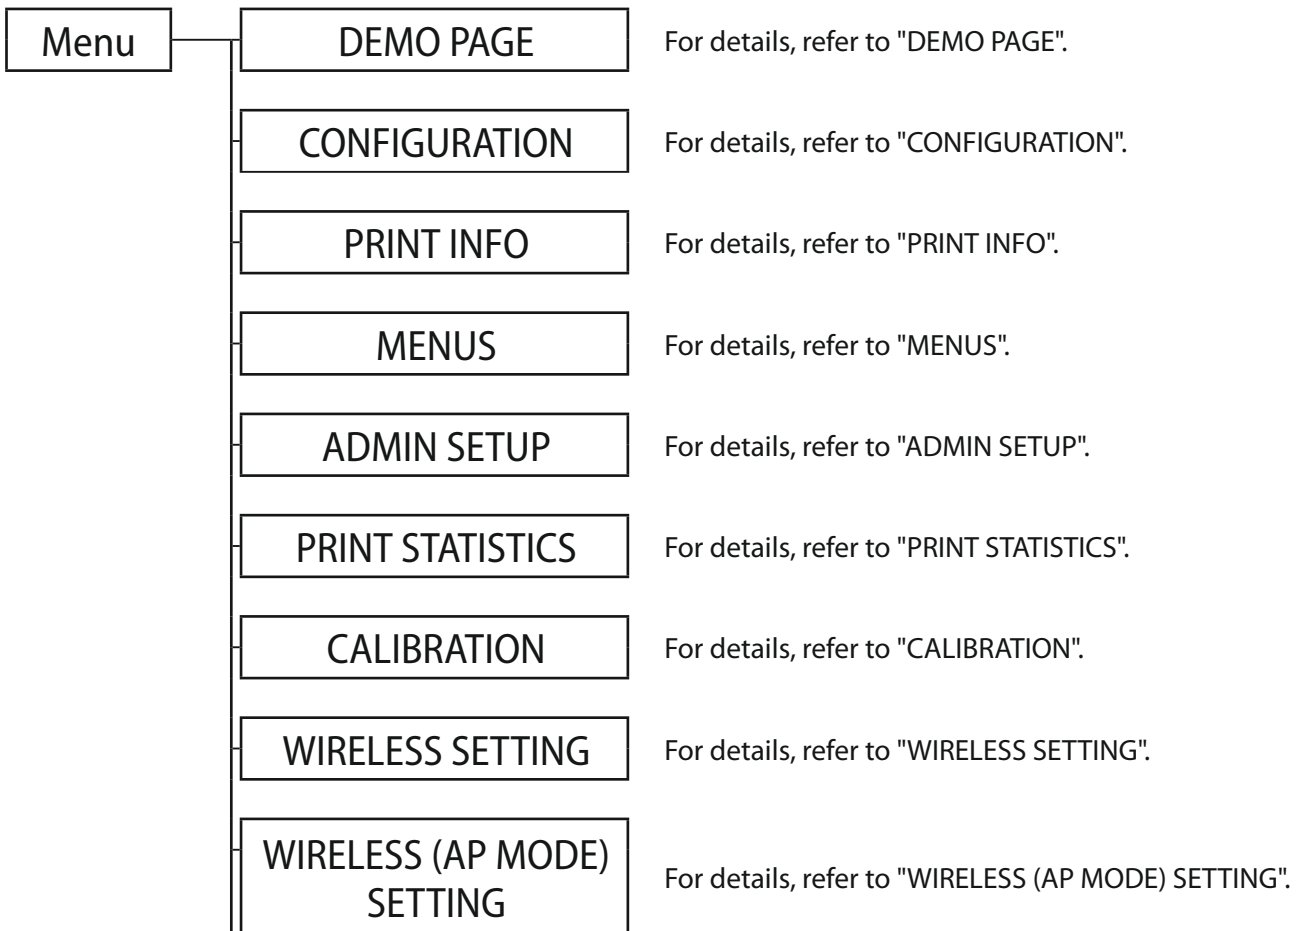 Menu
DEMO PAGE
For details, refer to "DEMO PAGE".
CONFIGURATION
For details, refer to "CONFIGURATION".
PRINT INFO
For details, refer to "PRINT INFO".
MENUS
For details, refer to "MENUS".
ADMIN SETUP
For details, refer to "ADMIN SETUP".
PRINT STATISTICS
For details, refer to "PRINT STATISTICS".
CALIBRATION
For details, refer to "CALIBRATION".
WIRELESS SETTING
For details, refer to "WIRELESS SETTING".
WIRELESS (AP MODE)
SETTING
For details, refer to "WIRELESS (AP MODE) SETTING".